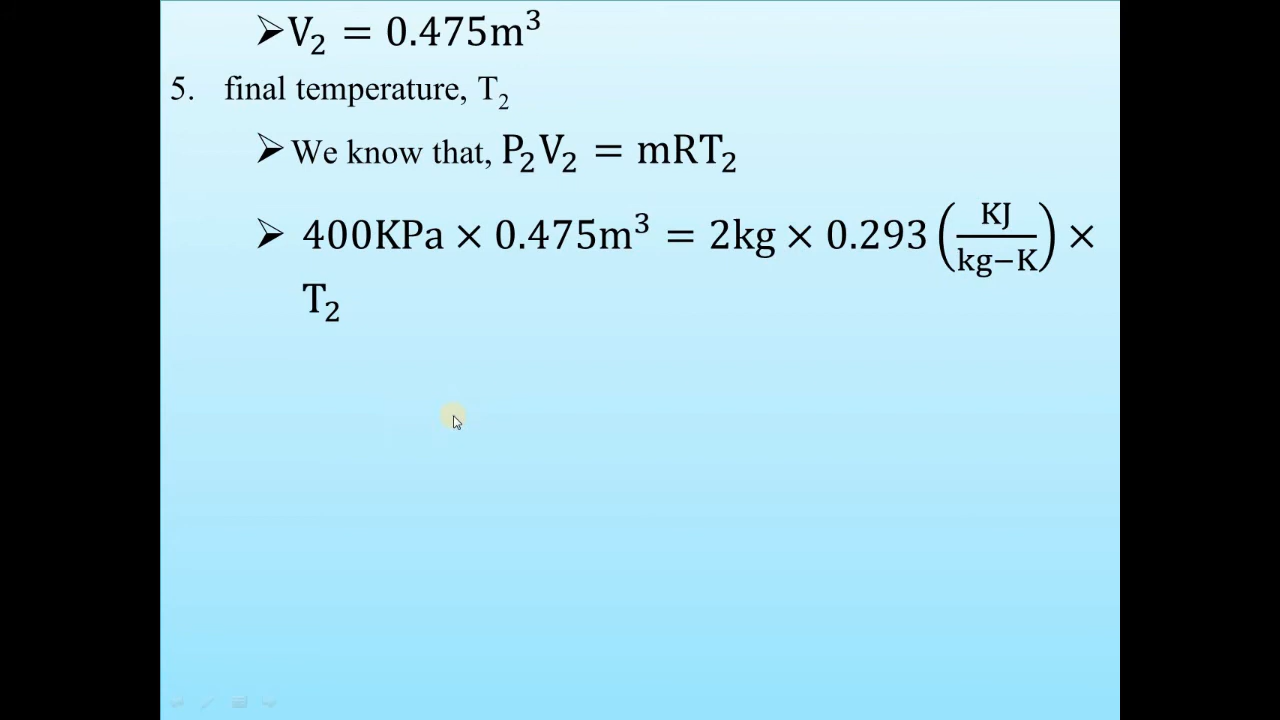 ➢V₂ = 0.475m³
5. final temperature, T₂
➢We know that, P₂V₂ = mRT₂
➢ 400KPa × 0.475m³ = 2kg × 0.293 (KJ/kg−K) ×
T₂